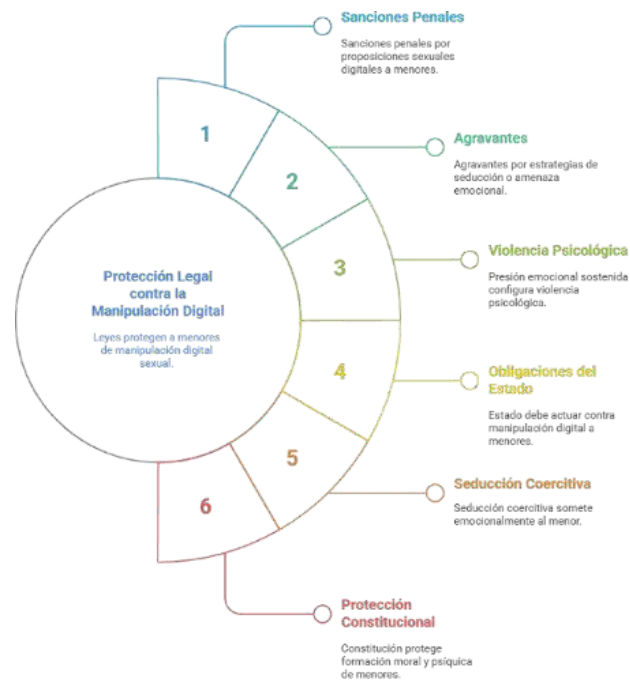 Sanciones Penales
Sanciones penales por
proposiciones sexuales
digitales a menores.
1
Agravantes
Agravantes por estrategias de
seducción o amenaza
emocional.
2
Violencia Psicológica
Presión emocional sostenida
configura violencia
psicológica.
3
Protección Legal
contra la
Manipulación Digital
Leyes protegen a menores
de manipulación digital
sexual.
4
Obligaciones del
Estado
Estado debe actuar contra
manipulación digital a
menores.
5
Seducción Coercitiva
Seducción coercitiva somete
emocionalmente al menor.
6
Protección
Constitucional
Constitución protege
formación moral y psíquica
de menores.